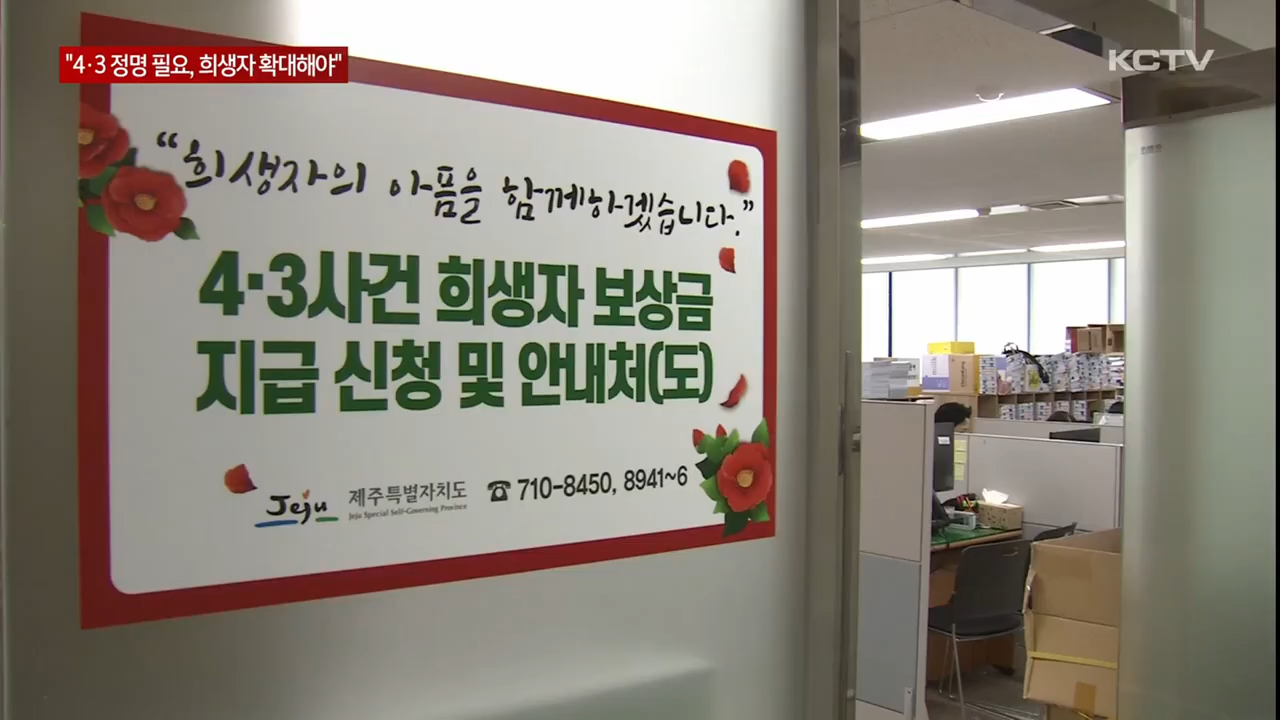 "4·3 정명 필요, 희생자 확대해야"
KCTV
"희생자의 아픔을 함께하겠습니다."
4·3사건 희생자 보상금
지급 신청 및 안내처(도)
Jeju 제주특별자치도 ☎ 710-8450, 8941~6
Jeju Special Self-Governing Province